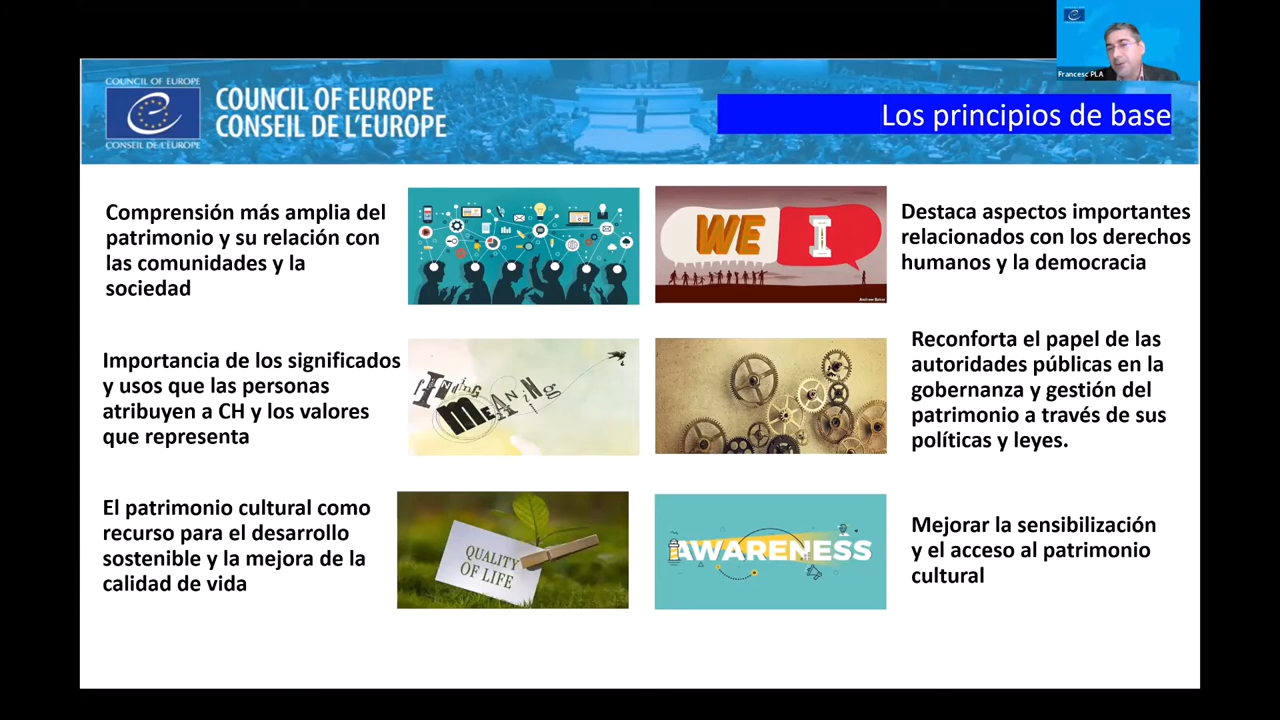 Francesc PLA
COUNCIL OF EUROPE
CONSEIL DE L'EUROPE
COUNCIL OF EUROPE
CONSEIL DE L'EUROPE
Los principios de base
Comprensión más amplia del
patrimonio y su relación con
las comunidades y la
sociedad
WE I
Andrew Baker
Destaca aspectos importantes
relacionados con los derechos
humanos y la democracia
Importancia de los significados
y usos que las personas
atribuyen a CH y los valores
que representa
FINDING
MEANING
Reconforta el papel de las
autoridades públicas en la
gobernanza y gestión del
patrimonio a través de sus
políticas y leyes.
El patrimonio cultural como
recurso para el desarrollo
sostenible y la mejora de la
calidad de vida
QUALITY
OF LIFE
AWARENESS
Mejorar la sensibilización
y el acceso al patrimonio
cultural